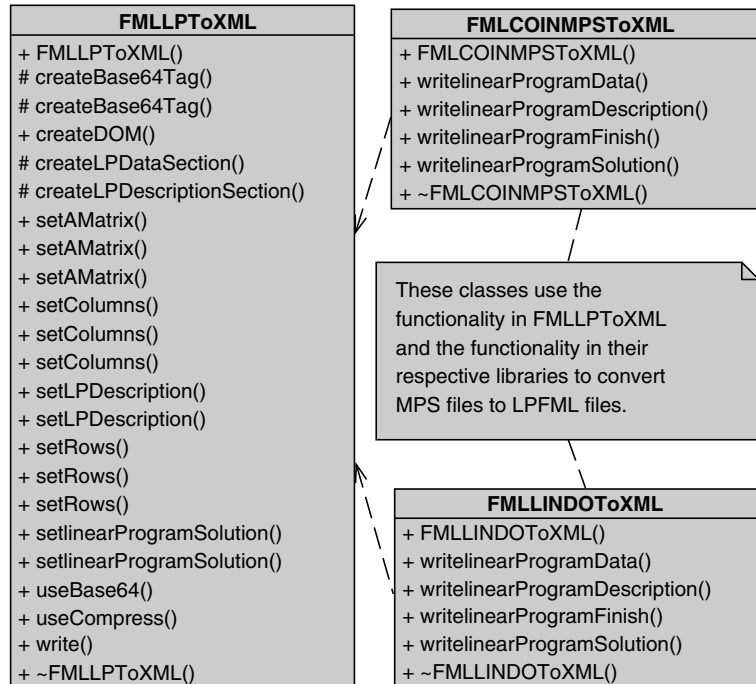 FMLLPToXML
+ FMLLPToXML()
# createBase64Tag()
# createBase64Tag()
+ createDOM()
# createLPDataSection()
# createLPDescriptionSection()
+ setAMatrix()
+ setAMatrix()
+ setAMatrix()
+ setColumns()
+ setColumns()
+ setColumns()
+ setLPDescription()
+ setLPDescription()
+ setRows()
+ setRows()
+ setRows()
+ setlinearProgramSolution()
+ setlinearProgramSolution()
+ useBase64()
+ useCompress()
+ write()
+ ~FMLLPToXML()
FMLCOINMPSToXML
+ FMLCOINMPSToXML()
+ writelinearProgramData()
+ writelinearProgramDescription()
+ writelinearProgramFinish()
+ writelinearProgramSolution()
+ ~FMLCOINMPSToXML()
These classes use the
functionality in FMLLPToXML
and the functionality in their
respective libraries to convert
MPS files to LPFML files.
FMLLINDOToXML
+ FMLLINDOToXML()
+ writelinearProgramData()
+ writelinearProgramDescription()
+ writelinearProgramFinish()
+ writelinearProgramSolution()
+ ~FMLLINDOToXML()